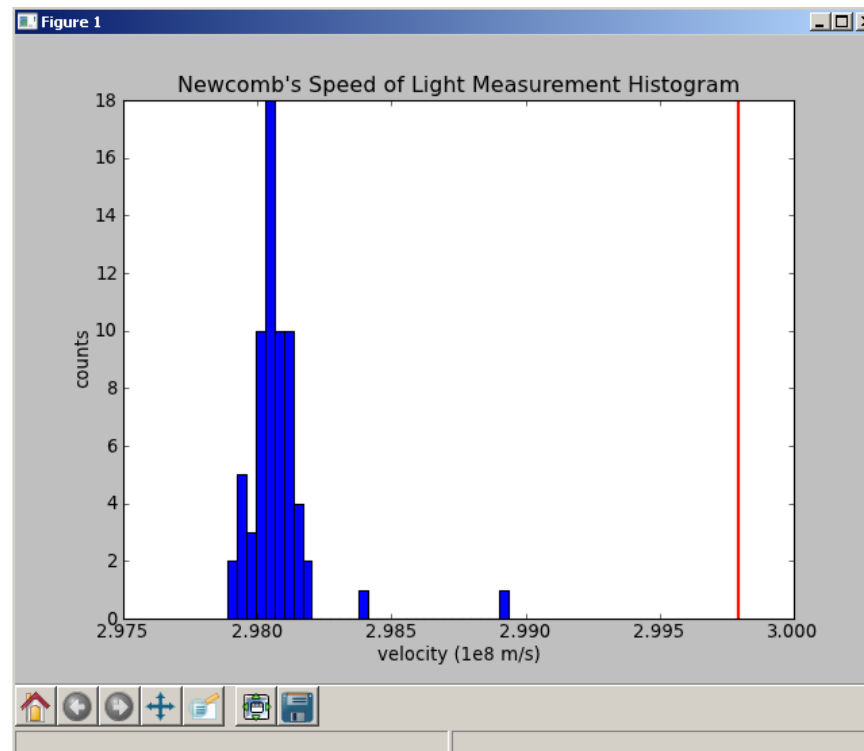 Figure 1
Newcomb's Speed of Light Measurement Histogram
18
16
14
12
10
8
6
4
2
0
counts
2.975 2.980 2.985 2.990 2.995 3.000
velocity (1e8 m/s)